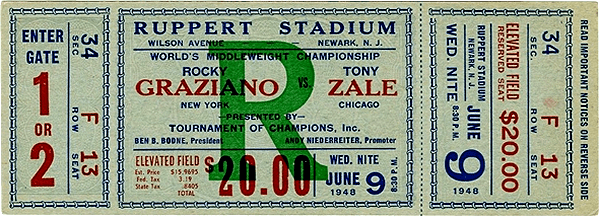 ENTER
GATE
1
OR
2
34
SEC.
F
ROW
13
SEAT
RUPPERT STADIUM
WILSON AVENUE NEWARK, N. J.
WORLD'S MIDDLEWEIGHT CHAMPIONSHIP
ROCKY TONY
GRAZIANO VS. ZALE
NEW YORK CHICAGO
—PRESENTED BY—
TOURNAMENT OF CHAMPIONS, Inc.
BEN B. BOONE, President ANDY NIEDERREITER, Promoter
R
ELEVATED FIELD
Est. Price $15.9695
Fed. Tax 3.19
State Tax .8405
TOTAL
$20.00
WED. NITE
JUNE 9
1948
8:30 P.M.
RUPPERT STADIUM
WED. NITE 8:30 P. M.
JUNE
9
1948
ELEVATED FIELD
RESERVED SEAT
$20.00
34
SEC.
F
ROW
13
SEAT
READ IMPORTANT NOTICES ON REVERSE SIDE